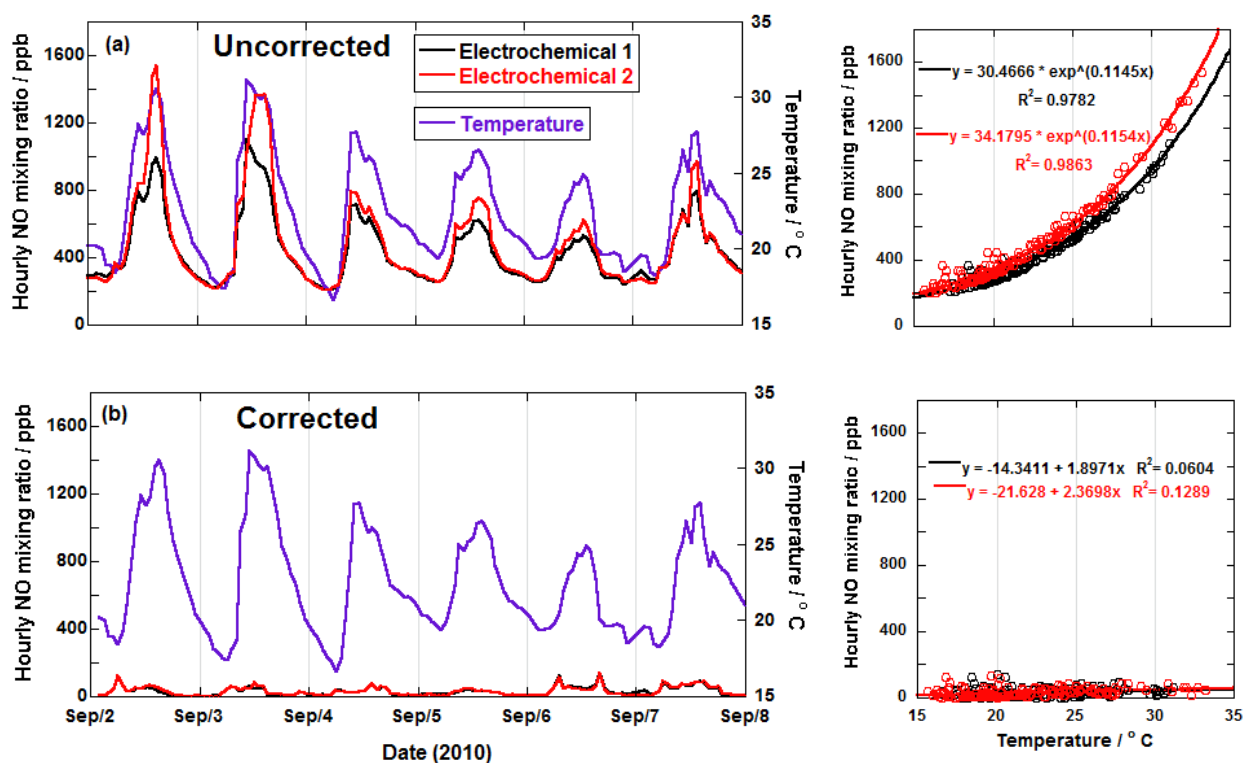 (a) Uncorrected
Electrochemical 1
Electrochemical 2
Temperature
Hourly NO mixing ratio / ppb
1600
1200
800
400
0
35
30
25
20
15
Temperature / ° C
Hourly NO mixing ratio / ppb
1600
1200
800
400
0
y = 30.4666 * exp^(0.1145x)
R²= 0.9782
y = 34.1795 * exp^(0.1154x)
R²= 0.9863
(b) Corrected
Hourly NO mixing ratio / ppb
1600
1200
800
400
0
35
30
25
20
15
Temperature / ° C
Sep/2 Sep/3 Sep/4 Sep/5 Sep/6 Sep/7 Sep/8
Date (2010)
Hourly NO mixing ratio / ppb
1600
1200
800
400
0
y = -14.3411 + 1.8971x R²= 0.0604
y = -21.628 + 2.3698x R²= 0.1289
15 20 25 30 35
Temperature / ° C